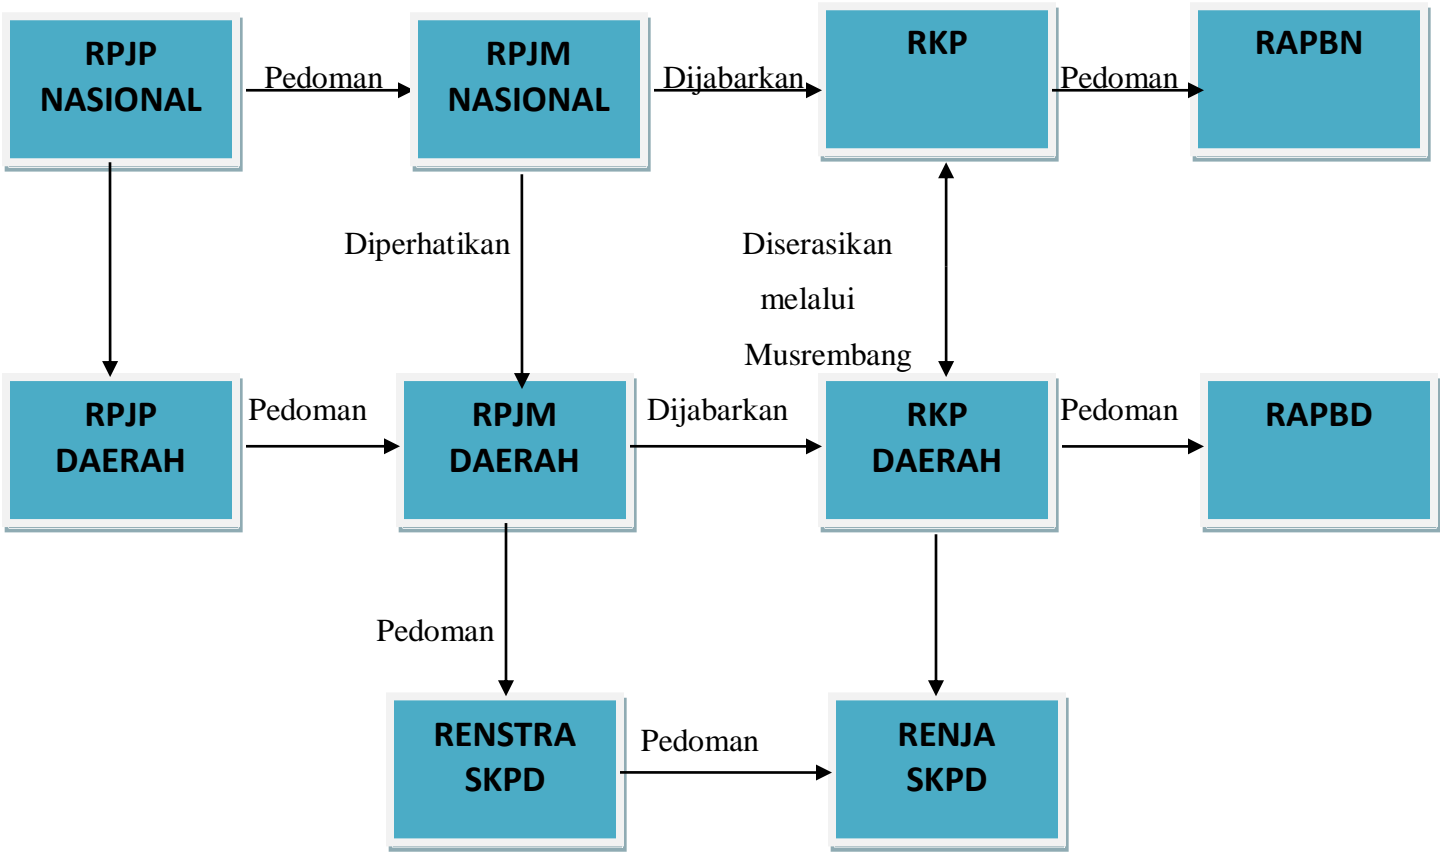 RPJP
NASIONAL
Pedoman
RPJM
NASIONAL
Dijabarkan
RKP
Pedoman
RAPBN
Diperhatikan
Diserasikan
melalui
Musrembang
RPJP
DAERAH
Pedoman
RPJM
DAERAH
Dijabarkan
RKP
DAERAH
Pedoman
RAPBD
Pedoman
RENSTRA
SKPD
Pedoman
RENJA
SKPD